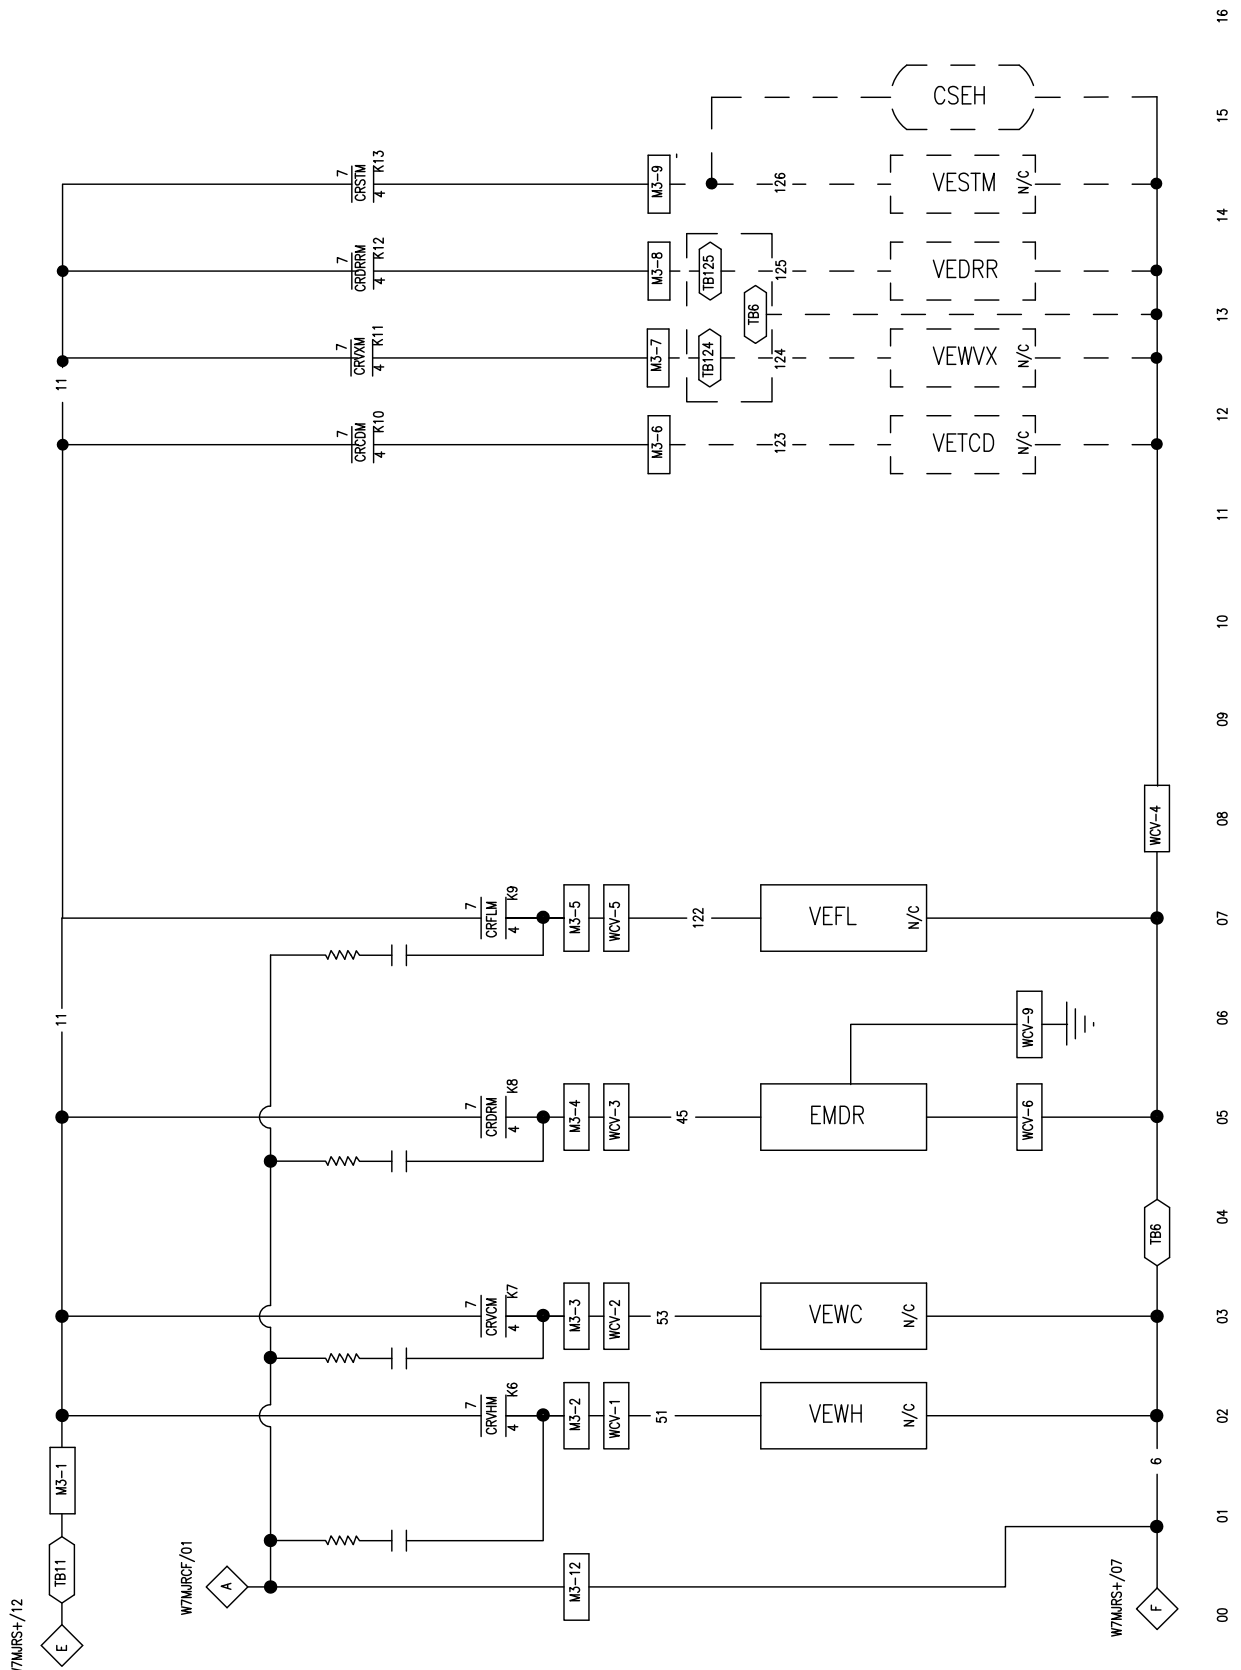 16
15
14
13
12
11
10
09
08
07
06
05
04
03
02
01
00
CSEH
7
CRSTM
4
K13
M3-9
126
VESTM
N/C
7
CRDRRM
4
K12
M3-8
TB125
125
VEDRR
TB6
7
CRVXM
4
K11
M3-7
TB124
124
VEWVX
N/C
11
7
CRCDM
4
K10
M3-6
123
VETCD
N/C
WCV-4
7
CRFLM
4
K9
M3-5
WCV-5
122
VEFL
N/C
11
WCV-9
7
CRDRM
4
K8
M3-4
WCV-3
45
EMDR
WCV-6
TB6
7
CRVCM
4
K7
M3-3
WCV-2
53
VEWC
N/C
7
CRVHM
4
K6
M3-2
WCV-1
51
VEWH
N/C
M3-1
6
TB11
W7MJRCF/01
A
M3-12
7MJRS+/12
E
W7MJRS+/07
F